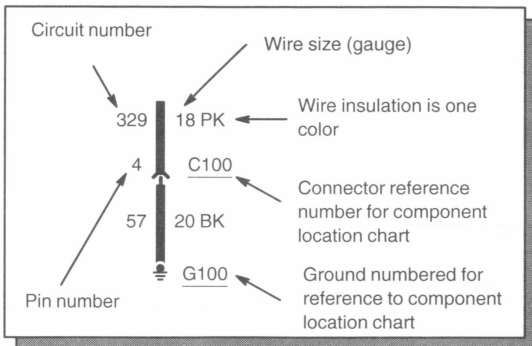 Circuit number
Wire size (gauge)
329 18 PK
Wire insulation is one
color
4 C100
Connector reference
number for component
location chart
57 20 BK
G100
Ground numbered for
reference to component
location chart
Pin number